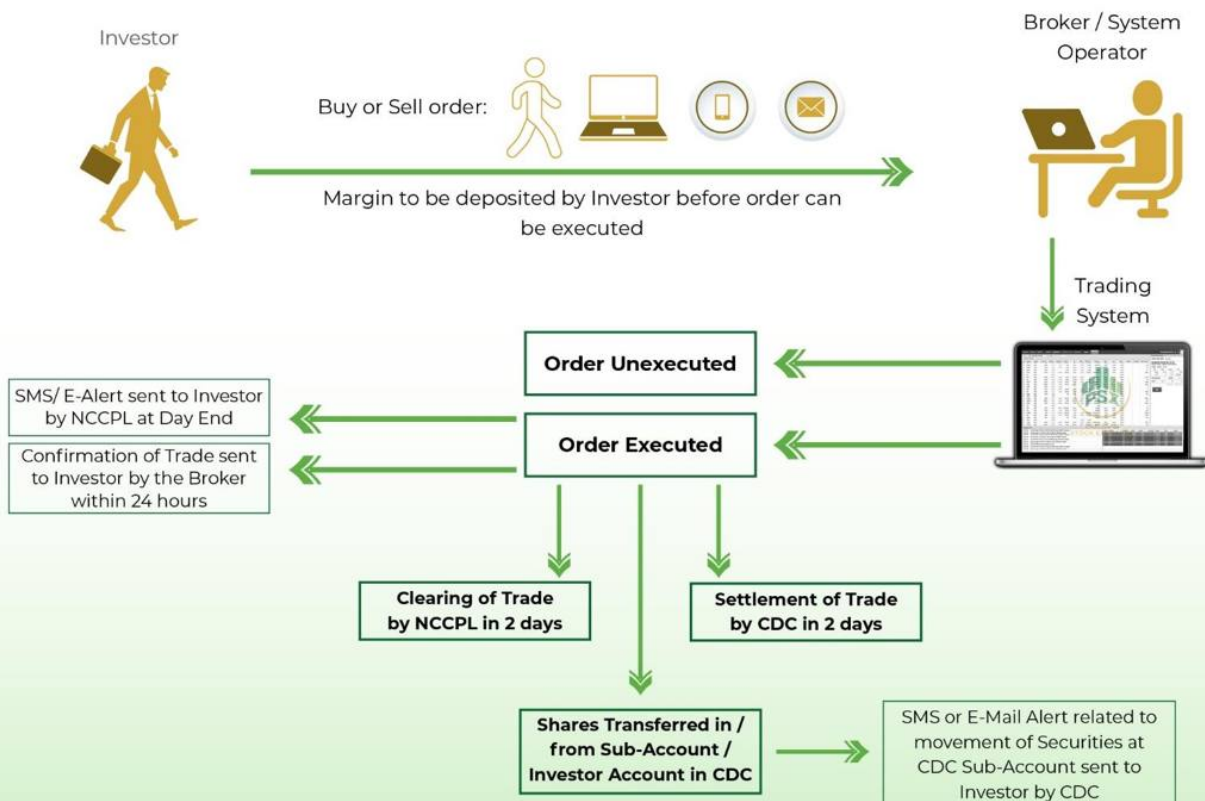 Investor
Broker / System
Operator
Buy or Sell order:
Margin to be deposited by Investor before order can
be executed
Trading
System
Order Unexecuted
SMS/ E-Alert sent to Investor
by NCCPL at Day End
Order Executed
Confirmation of Trade sent
to Investor by the Broker
within 24 hours
PSX
Clearing of Trade
by NCCPL in 2 days
Settlement of Trade
by CDC in 2 days
Shares Transferred in /
from Sub-Account /
Investor Account in CDC
SMS or E-Mail Alert related to
movement of Securities at
CDC Sub-Account sent to
Investor by CDC